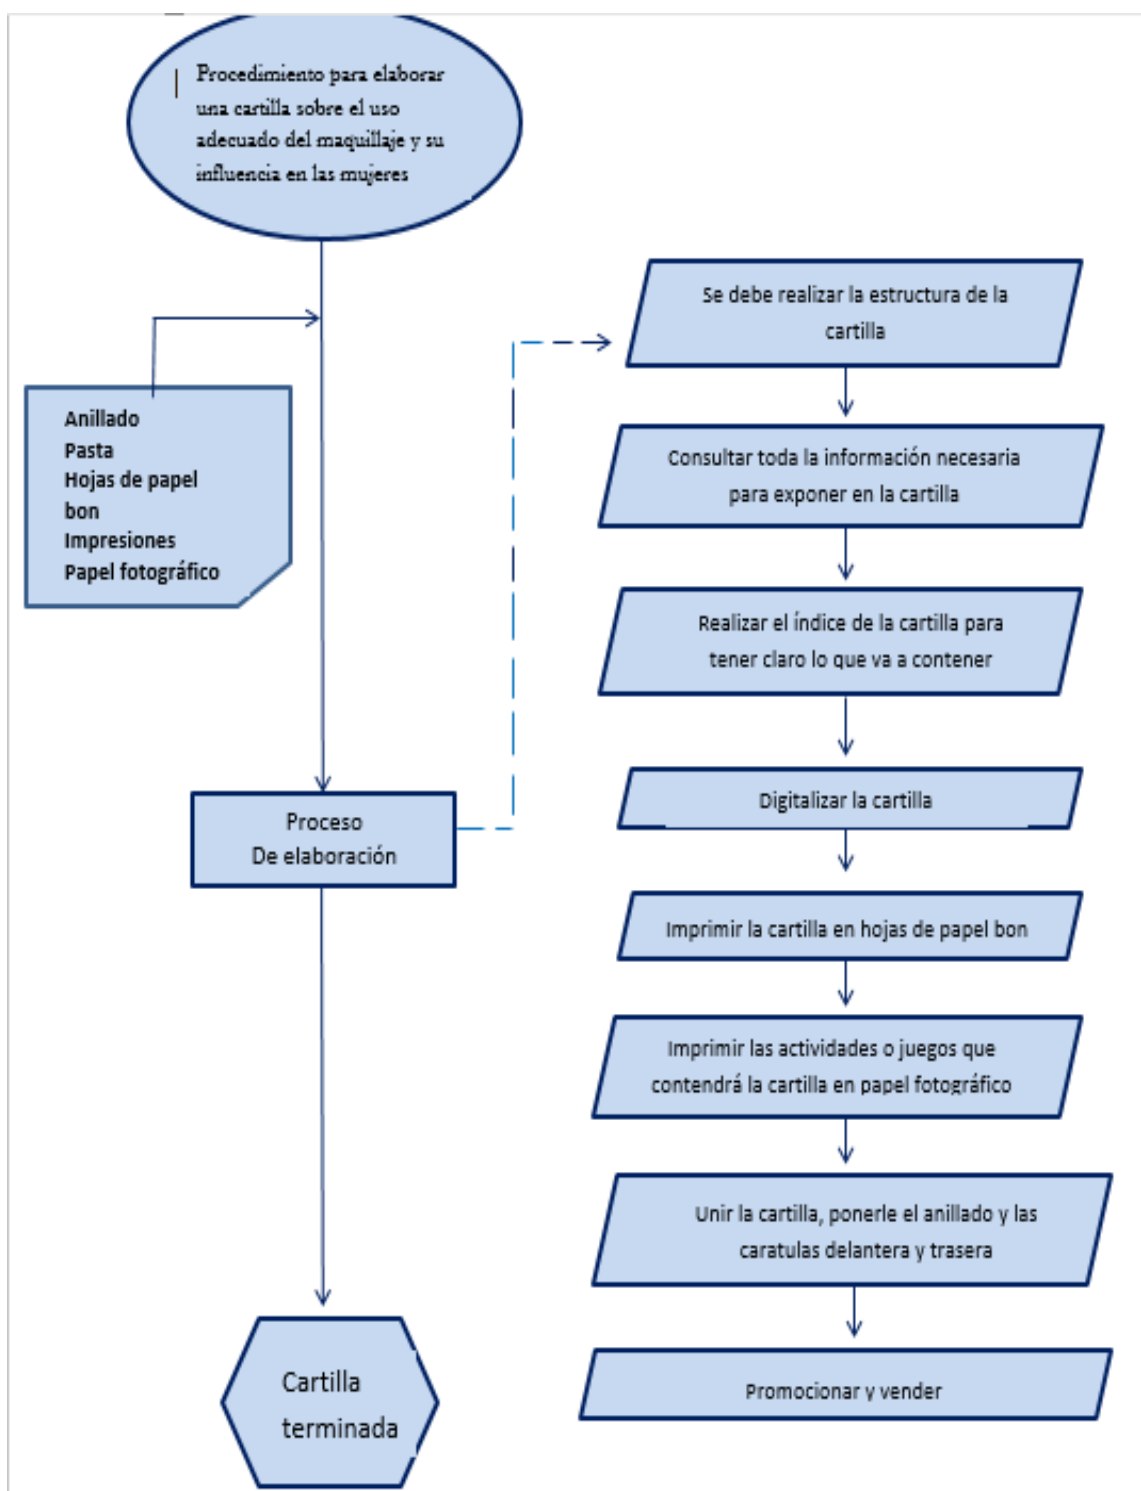 Procedimiento para elaborar
una cartilla sobre el uso
adecuado del maquillaje y su
influencia en las mujeres
Anillado
Pasta
Hojas de papel
bon
Impresiones
Papel fotográfico
Proceso
De elaboración
Cartilla
terminada
Se debe realizar la estructura de la
cartilla
Consultar toda la información necesaria
para exponer en la cartilla
Realizar el índice de la cartilla para
tener claro lo que va a contener
Digitalizar la cartilla
Imprimir la cartilla en hojas de papel bon
Imprimir las actividades o juegos que
contendrá la cartilla en papel fotográfico
Unir la cartilla, ponerle el anillado y las
caratulas delantera y trasera
Promocionar y vender